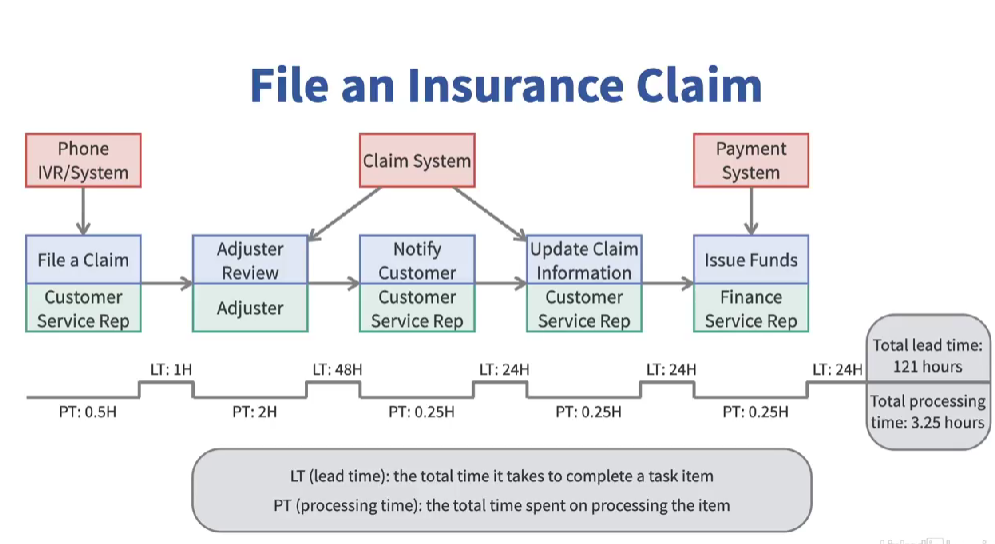 File an Insurance Claim
Phone
IVR/System
Claim System
Payment
System
File a Claim
Customer
Service Rep
Adjuster
Review
Adjuster
Notify
Customer
Customer
Service Rep
Update Claim
Information
Customer
Service Rep
Issue Funds
Finance
Service Rep
LT: 1H
LT: 48H
LT: 24H
LT: 24H
LT: 24H
PT: 0.5H
PT: 2H
PT: 0.25H
PT: 0.25H
PT: 0.25H
Total lead time:
121 hours
Total processing
time: 3.25 hours
LT (lead time): the total time it takes to complete a task item
PT (processing time): the total time spent on processing the item